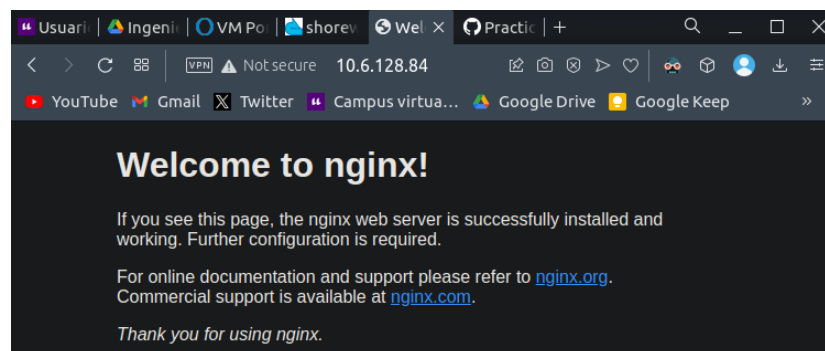 Usuari
Ingeni
VM Po
shorew
Wel
Practic
VPN
Not secure
10.6.128.84
YouTube
Gmail
Twitter
Campus virtua...
Google Drive
Google Keep
»
Welcome to nginx!
If you see this page, the nginx web server is successfully installed and
working. Further configuration is required.
For online documentation and support please refer to nginx.org.
Commercial support is available at nginx.com.
Thank you for using nginx.